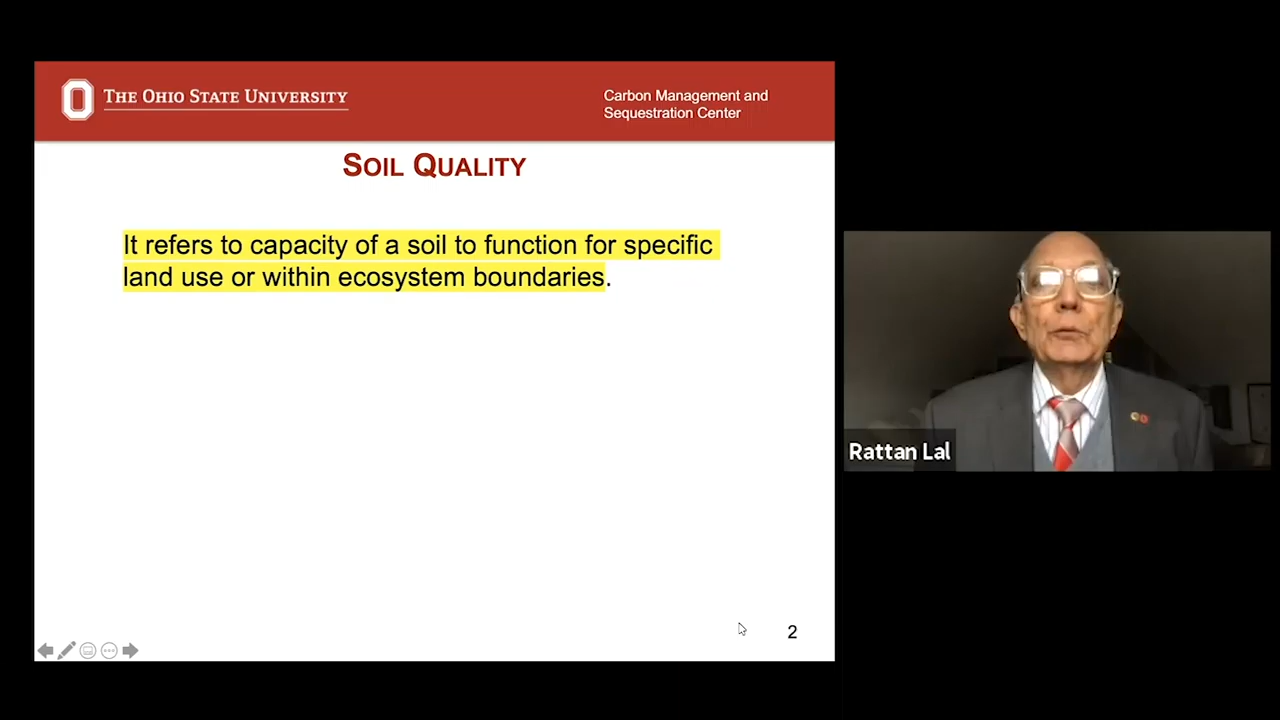 THE OHIO STATE UNIVERSITY
Carbon Management and
Sequestration Center
SOIL QUALITY
It refers to capacity of a soil to function for specific
land use or within ecosystem boundaries.
Rattan Lal
2